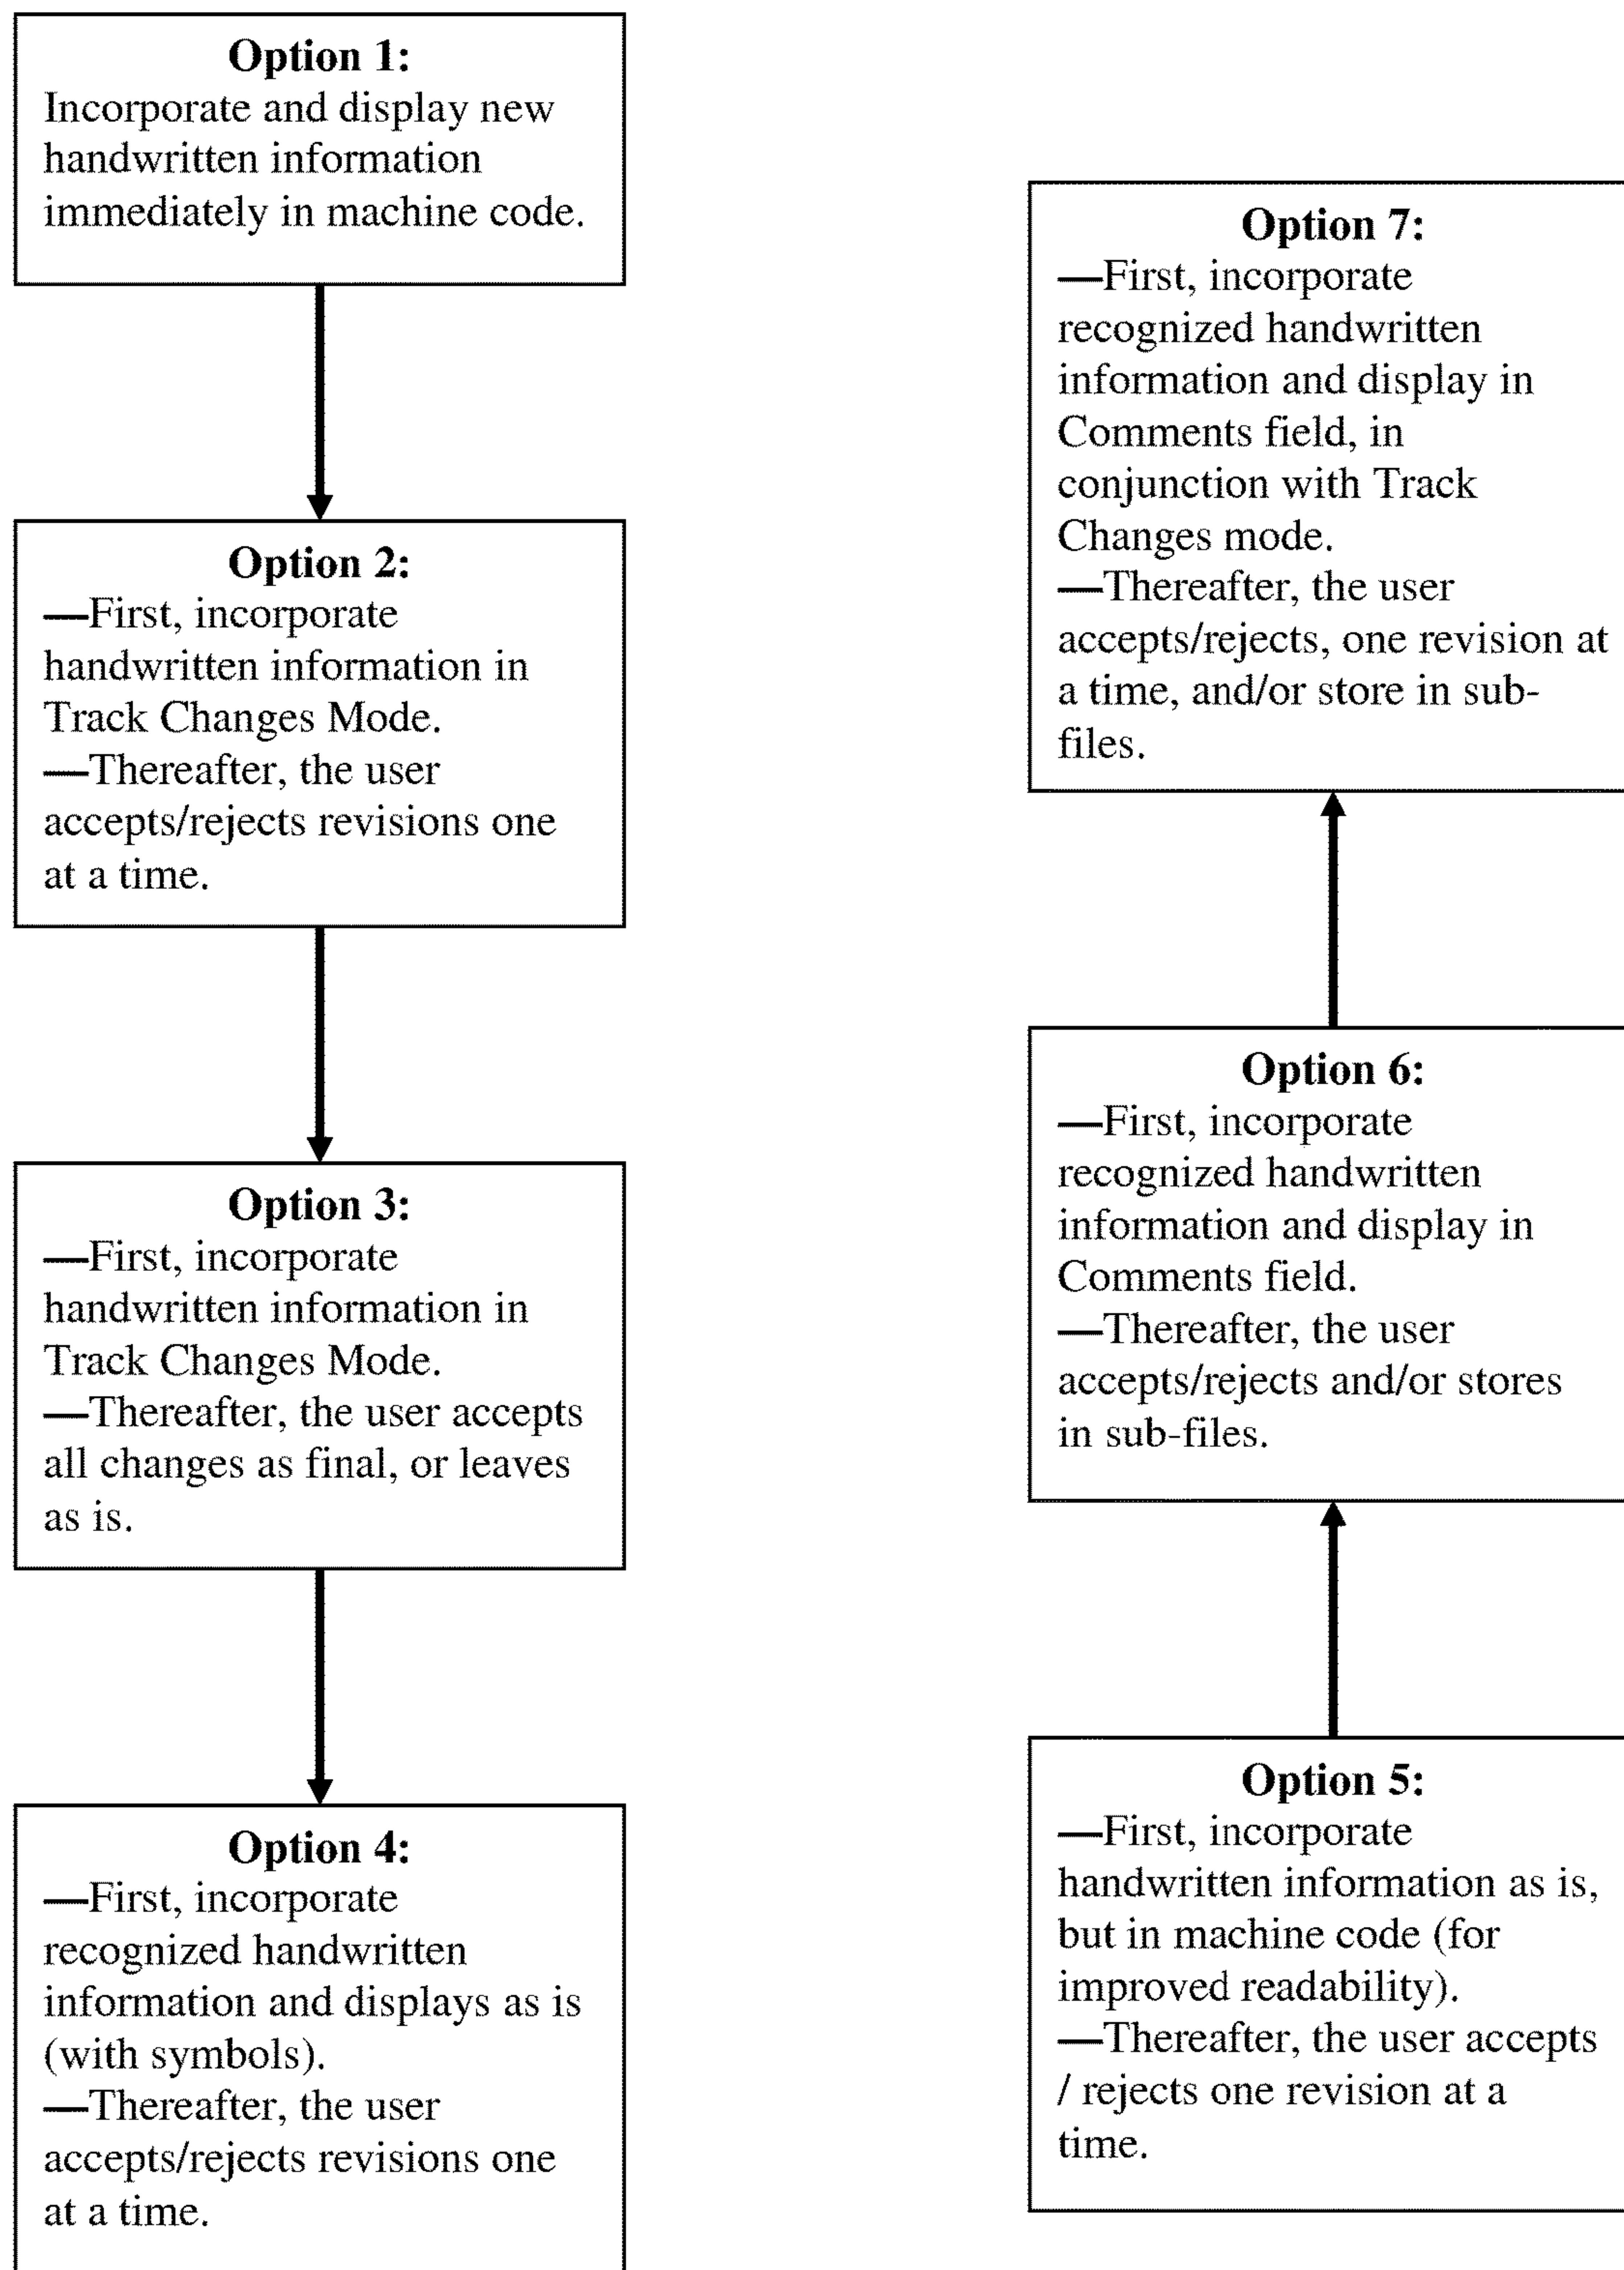 Option 1:
Incorporate and display new
handwritten information
immediately in machine code.
Option 2:
—First, incorporate
handwritten information in
Track Changes Mode.
—Thereafter, the user
accepts/rejects revisions one
at a time.
Option 3:
—First, incorporate
handwritten information in
Track Changes Mode.
—Thereafter, the user accepts
all changes as final, or leaves
as is.
Option 4:
—First, incorporate
recognized handwritten
information and displays as is
(with symbols).
—Thereafter, the user
accepts/rejects revisions one
at a time.
Option 7:
—First, incorporate
recognized handwritten
information and display in
Comments field, in
conjunction with Track
Changes mode.
—Thereafter, the user
accepts/rejects, one revision at
a time, and/or store in sub-
files.
Option 6:
—First, incorporate
recognized handwritten
information and display in
Comments field.
—Thereafter, the user
accepts/rejects and/or stores
in sub-files.
Option 5:
—First, incorporate
handwritten information as is,
but in machine code (for
improved readability).
—Thereafter, the user accepts
/ rejects one revision at a
time.